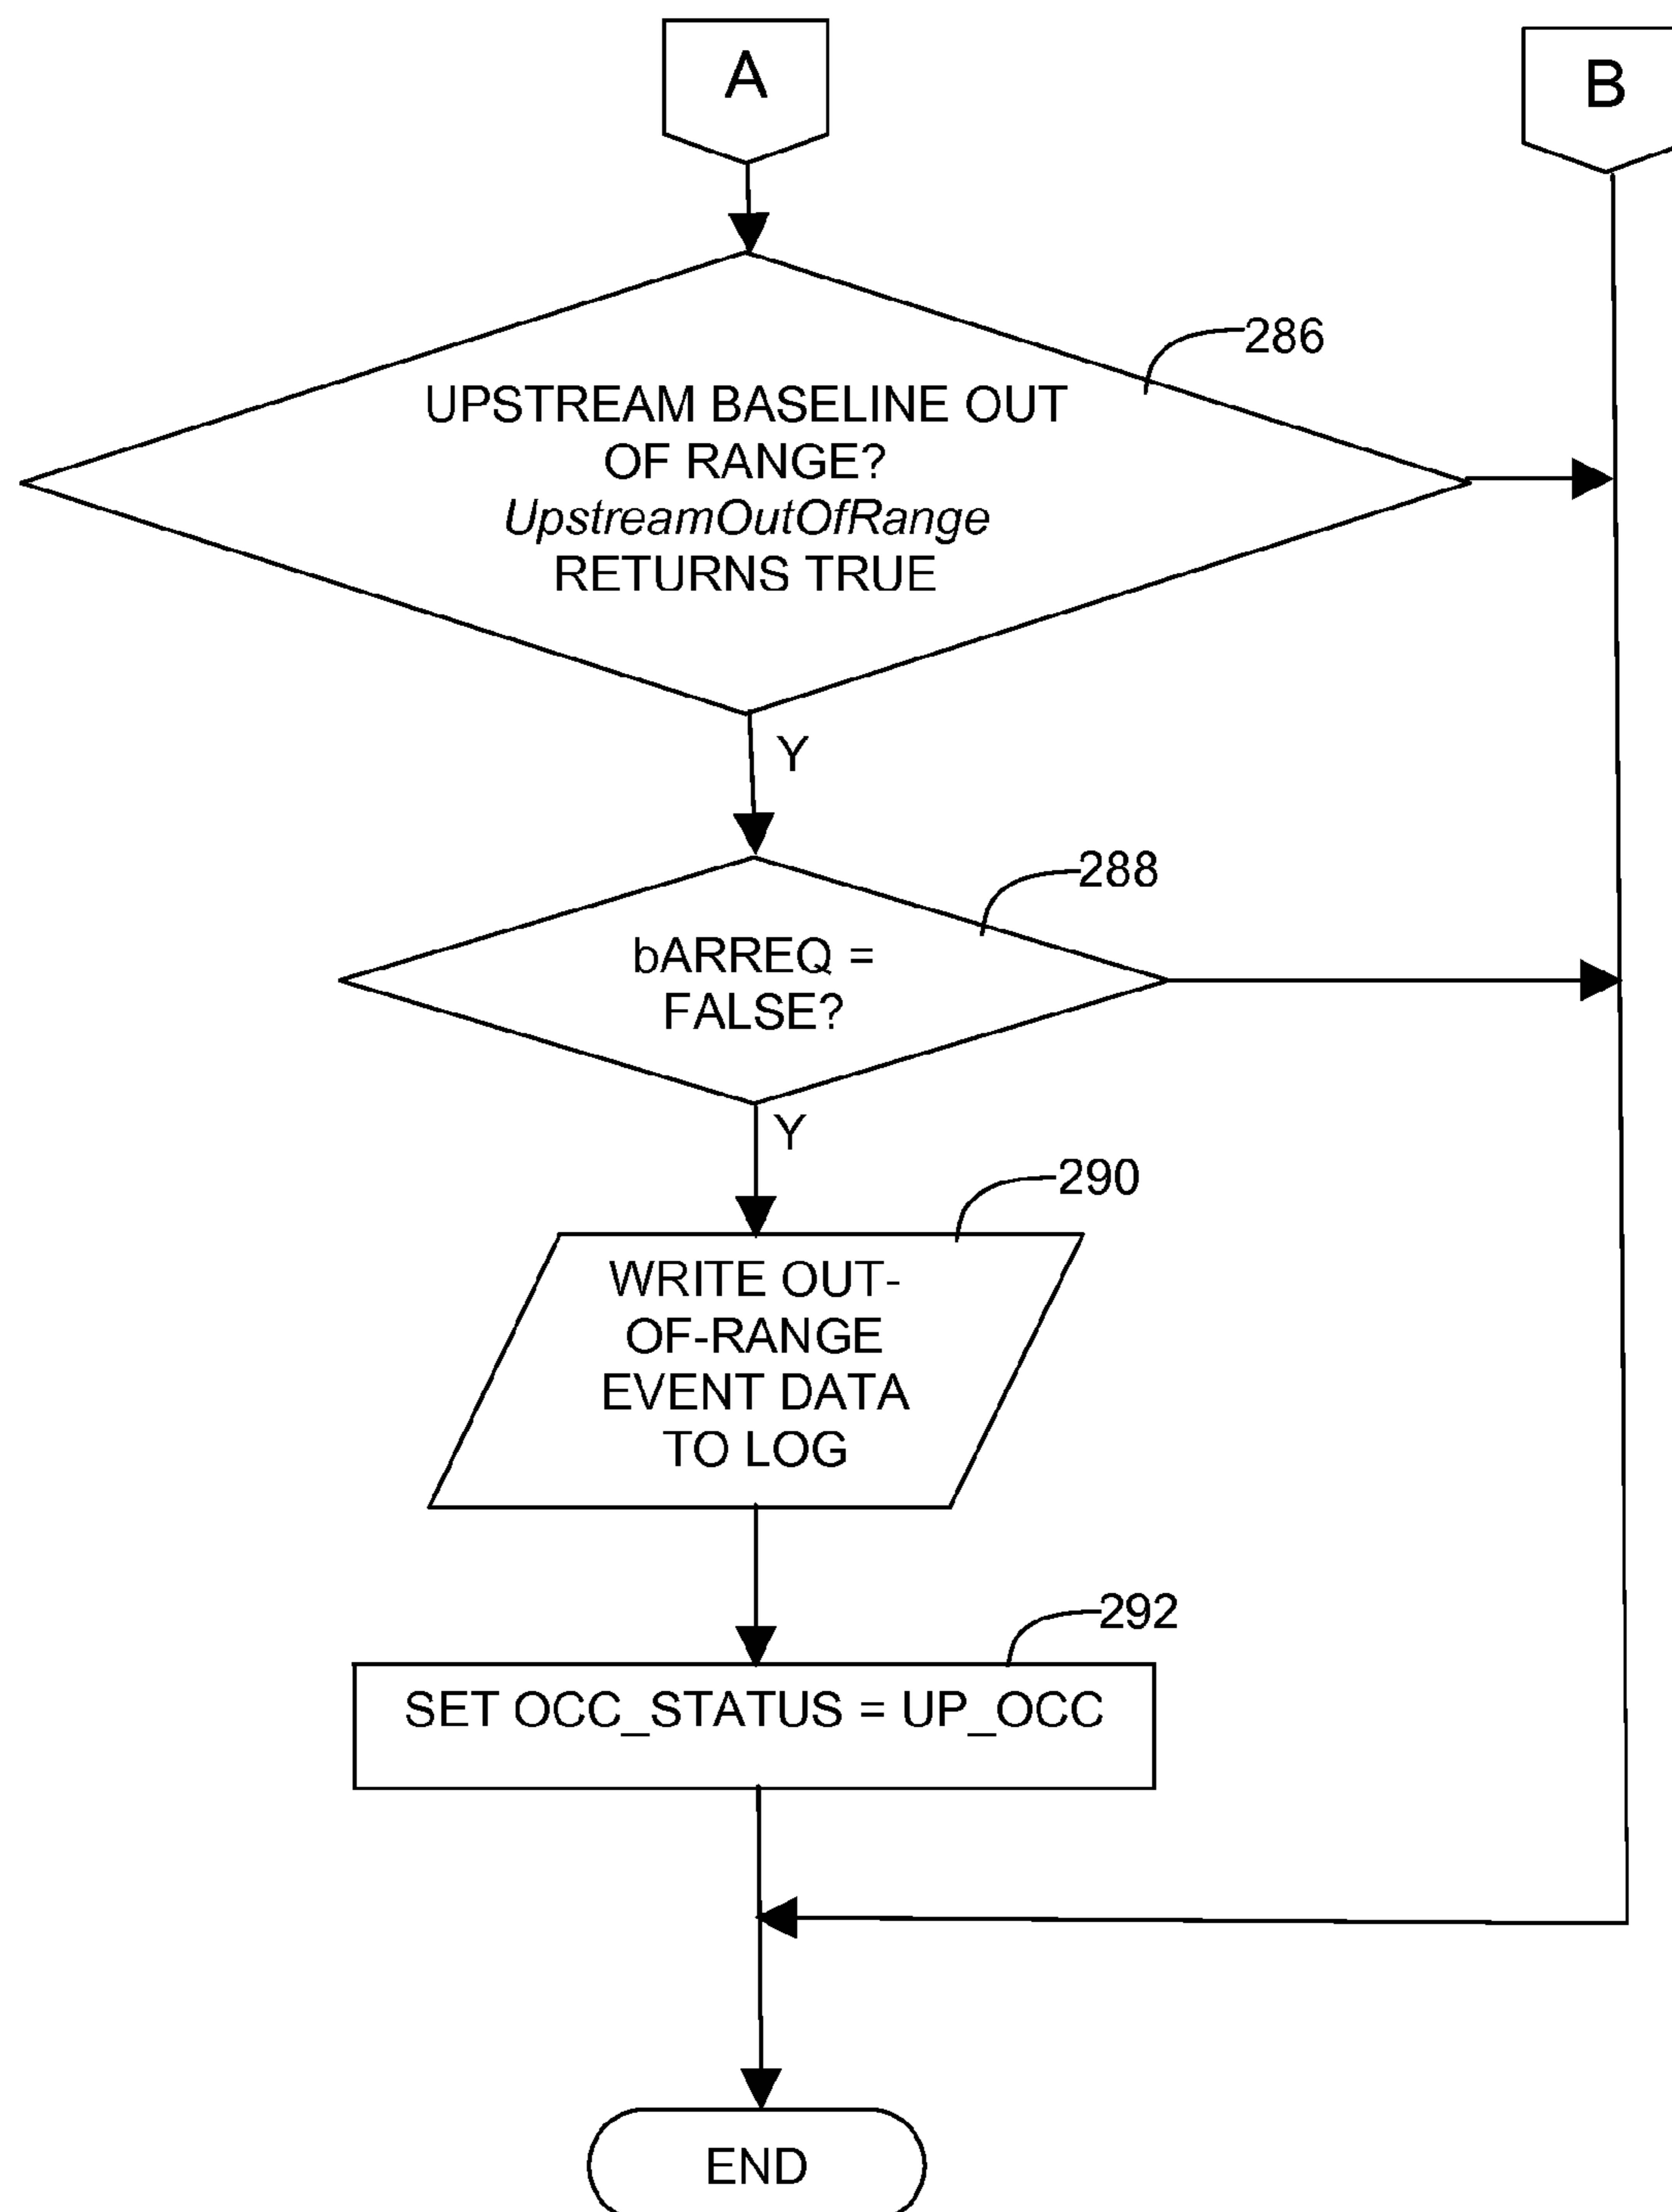 A
B
286
UPSTREAM BASELINE OUT
OF RANGE?
UpstreamOutOfRange
RETURNS TRUE
Y
288
bARREQ =
FALSE?
Y
290
WRITE OUT-
OF-RANGE
EVENT DATA
TO LOG
292
SET OCC_STATUS = UP_OCC
END